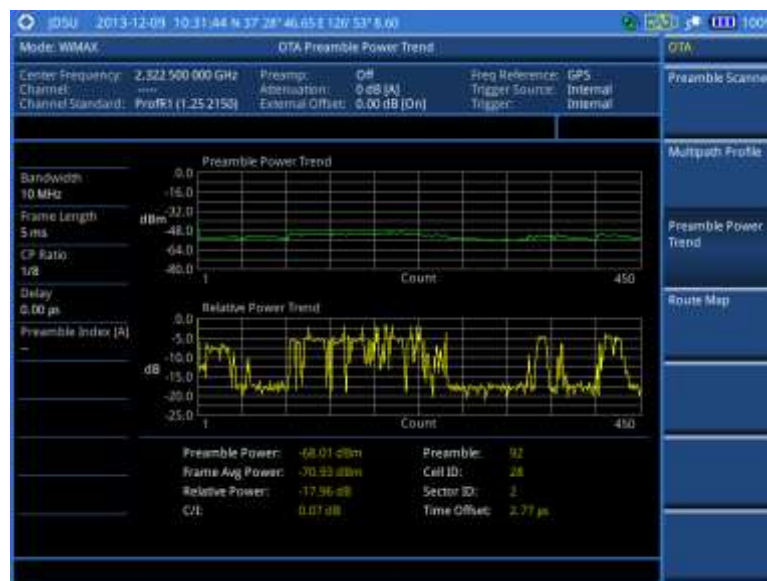 JDSU 2013-12-09 10:31:44 N 37° 28' 46.65 E 126° 53' 8.60 100%
Mode: WiMAX OTA Preamble Power Trend OTA
Center Frequency: 2.322 500 000 GHz Preamp: Off Freq Reference: GPS
Channel: ----- Attenuation: 0 dB [A] Trigger Source: Internal
Channel Standard: ProfR1 (1.25 2150) External Offset: 0.00 dB [On] Trigger: Internal
Preamble Scanne
Multipath Profile
Preamble Power
Trend
Route Map
Bandwidth
10 MHz
Frame Length
5 ms
CP Ratio
1/8
Delay
0.00 µs
Preamble Index [A]
--
Preamble Power Trend
0.0
-16.0
dBm -32.0
-48.0
-64.0
-80.0
1 Count 450
Relative Power Trend
0.0
-5.0
-10.0
dB -15.0
-20.0
-25.0
1 Count 450
Preamble Power: -68.01 dBm Preamble: 92
Frame Avg Power: -70.93 dBm Cell ID: 28
Relative Power: -17.96 dB Sector ID: 2
C/I: 0.07 dB Time Offset: 2.77 µs